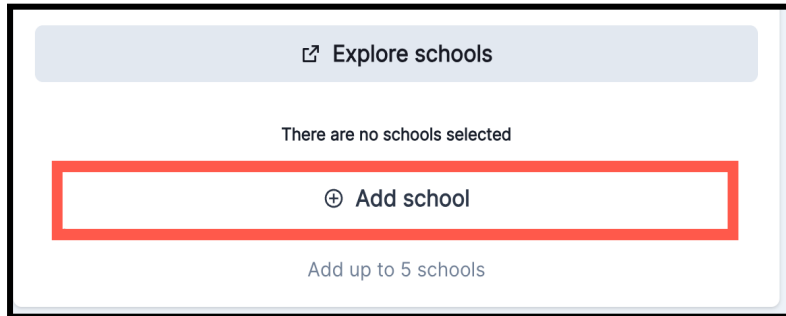 Explore schools
There are no schools selected
Add school
Add up to 5 schools